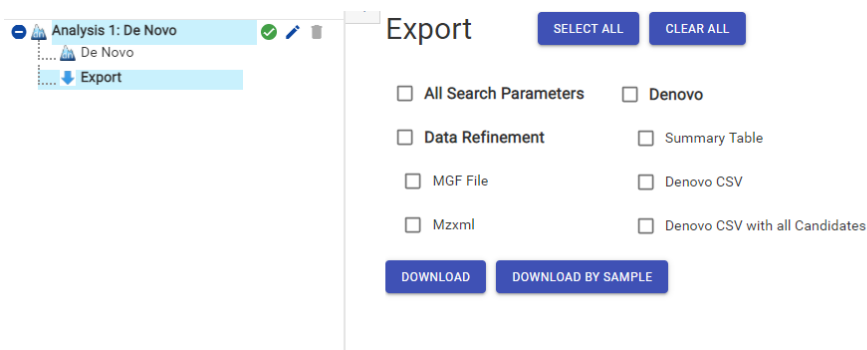 Analysis 1: De Novo
De Novo
Export
Export
SELECT ALL
CLEAR ALL
All Search Parameters
Denovo
Data Refinement
Summary Table
MGF File
Denovo CSV
Mzxml
Denovo CSV with all Candidates
DOWNLOAD
DOWNLOAD BY SAMPLE